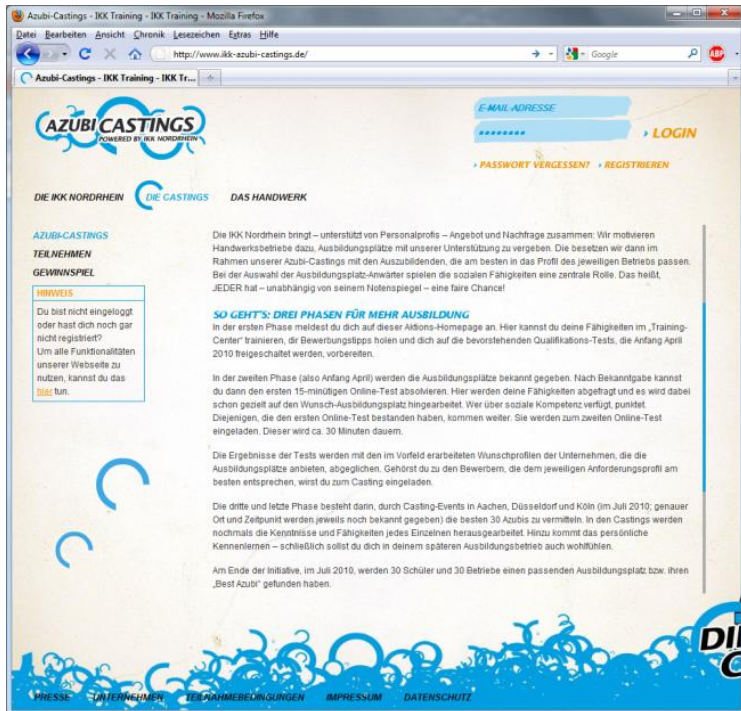 Azubi-Castings - IKK Training - IKK Training - Mozilla Firefox
Datei Bearbeiten Ansicht Chronik Lesezeichen Extras Hilfe
http://www.ikk-azubi-castings.de/
Google
ABP
Azubi-Castings - IKK Training - IKK Tr...
AZUBI CASTINGS
POWERED BY IKK NORDRHEIN
E-MAIL-ADRESSE
LOGIN
PASSWORT VERGESSEN? REGISTRIEREN
DIE IKK NORDRHEIN DIE CASTINGS DAS HANDWERK
AZUBI-CASTINGS
TEILNEHMEN
GEWINNSPIEL
HINWEIS
Du bist nicht eingeloggt
oder hast dich noch gar
nicht registriert?
Um alle Funktionalitäten
unserer Webseite zu
nutzen, kannst du das
hier tun.
Die IKK Nordrhein bringt – unterstützt von Personalprofis – Angebot und Nachfrage zusammen: Wir motivieren
Handwerksbetriebe dazu, Ausbildungsplätze mit unserer Unterstützung zu vergeben. Die besetzen wir dann im
Rahmen unserer Azubi-Castings mit den Auszubildenden, die am besten in das Profil des jeweiligen Betriebs passen.
Bei der Auswahl der Ausbildungsplatz-Anwärter spielen die sozialen Fähigkeiten eine zentrale Rolle. Das heißt,
JEDER hat – unabhängig von seinem Notenspiegel – eine faire Chance!
SO GEHT'S: DREI PHASEN FÜR MEHR AUSBILDUNG
In der ersten Phase meldest du dich auf dieser Aktions-Homepage an. Hier kannst du deine Fähigkeiten im „Training-
Center“ trainieren, dir Bewerbungstipps holen und dich auf die bevorstehenden Qualifikations-Tests, die Anfang April
2010 freigeschaltet werden, vorbereiten.
In der zweiten Phase (also Anfang April) werden die Ausbildungsplätze bekannt gegeben. Nach Bekanntgabe kannst
du dann den ersten 15-minütigen Online-Test absolvieren. Hier werden deine Fähigkeiten abgefragt und es wird dabei
schon gezielt auf den Wunsch-Ausbildungsplatz hingearbeitet. Wer über soziale Kompetenz verfügt, punktet.
Diejenigen, die den ersten Online-Test bestanden haben, kommen weiter. Sie werden zum zweiten Online-Test
eingeladen. Dieser wird ca. 30 Minuten dauern.
Die Ergebnisse der Tests werden mit den im Vorfeld erarbeiteten Wunschprofilen der Unternehmen, die die
Ausbildungsplätze anbieten, abgeglichen. Gehörst du zu den Bewerbern, die dem jeweiligen Anforderungsprofil am
besten entsprechen, wirst du zum Casting eingeladen.
Die dritte und letzte Phase besteht darin, durch Casting-Events in Aachen, Düsseldorf und Köln (im Juli 2010; genauer
Ort und Zeitpunkt werden jeweils noch bekannt gegeben) die besten 30 Azubis zu vermitteln. In den Castings werden
nochmals die Kenntnisse und Fähigkeiten jedes Einzelnen herausgearbeitet. Hinzu kommt das persönliche
Kennenlernen – schließlich sollst du dich in deinem späteren Ausbildungsbetrieb auch wohlfühlen.
Am Ende der Initiative, im Juli 2010, werden 30 Schüler und 30 Betriebe einen passenden Ausbildungsplatz bzw. ihren
„Best Azubi“ gefunden haben.
PRESSE UNTERNEHMEN TEILNAHMEBEDINGUNGEN IMPRESSUM DATENSCHUTZ